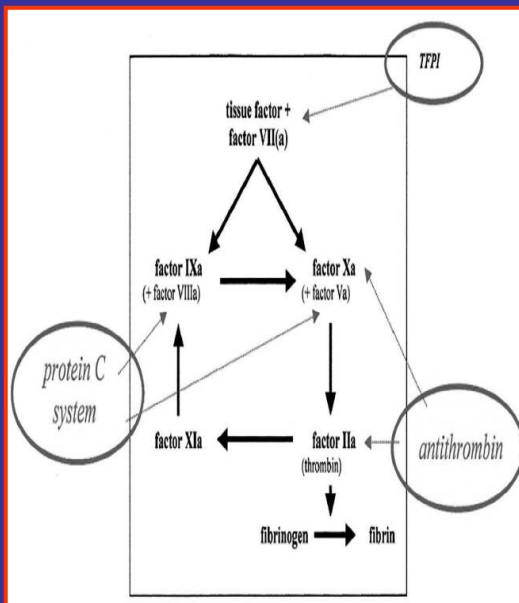 TFPI
tissue factor +
factor VII(a)
factor IXa
(+ factor VIIIa)
factor Xa
(+ factor Va)
protein C
system
factor XIa
factor IIa
(thrombin)
antithrombin
fibrinogen
fibrin